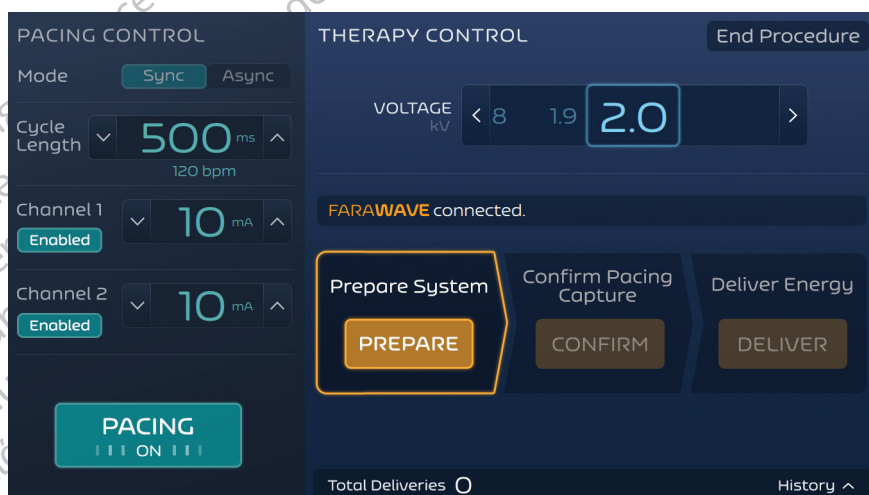 PACING CONTROL
Mode Sync Async
Cycle Length 500 ms
120 bpm
Channel 1
Enabled
10 mA
Channel 2
Enabled
10 mA
PACING
ON
THERAPY CONTROL
End Procedure
VOLTAGE
kV
8 1.9 2.0
FARAWAVE connected.
Prepare System
PREPARE
Confirm Pacing
Capture
CONFIRM
Deliver Energy
DELIVER
Total Deliveries 0
History